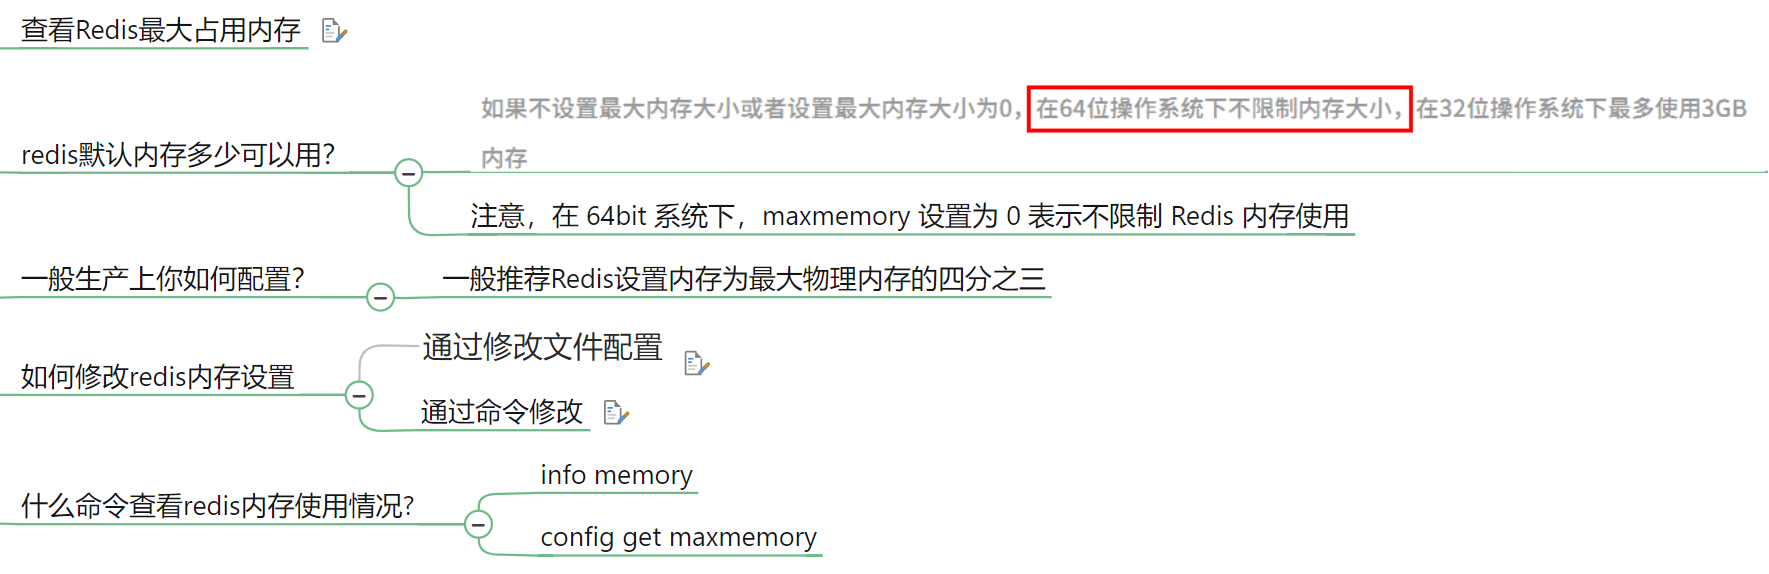 查看Redis最大占用内存
如果不设置最大内存大小或者设置最大内存大小为0，在64位操作系统下不限制内存大小，在32位操作系统下最多使用3GB
内存
redis默认内存多少可以用？
注意，在 64bit 系统下，maxmemory 设置为 0 表示不限制 Redis 内存使用
一般生产上你如何配置？
一般推荐Redis设置内存为最大物理内存的四分之三
如何修改redis内存设置
通过修改文件配置
通过命令修改
什么命令查看redis内存使用情况？
info memory
config get maxmemory